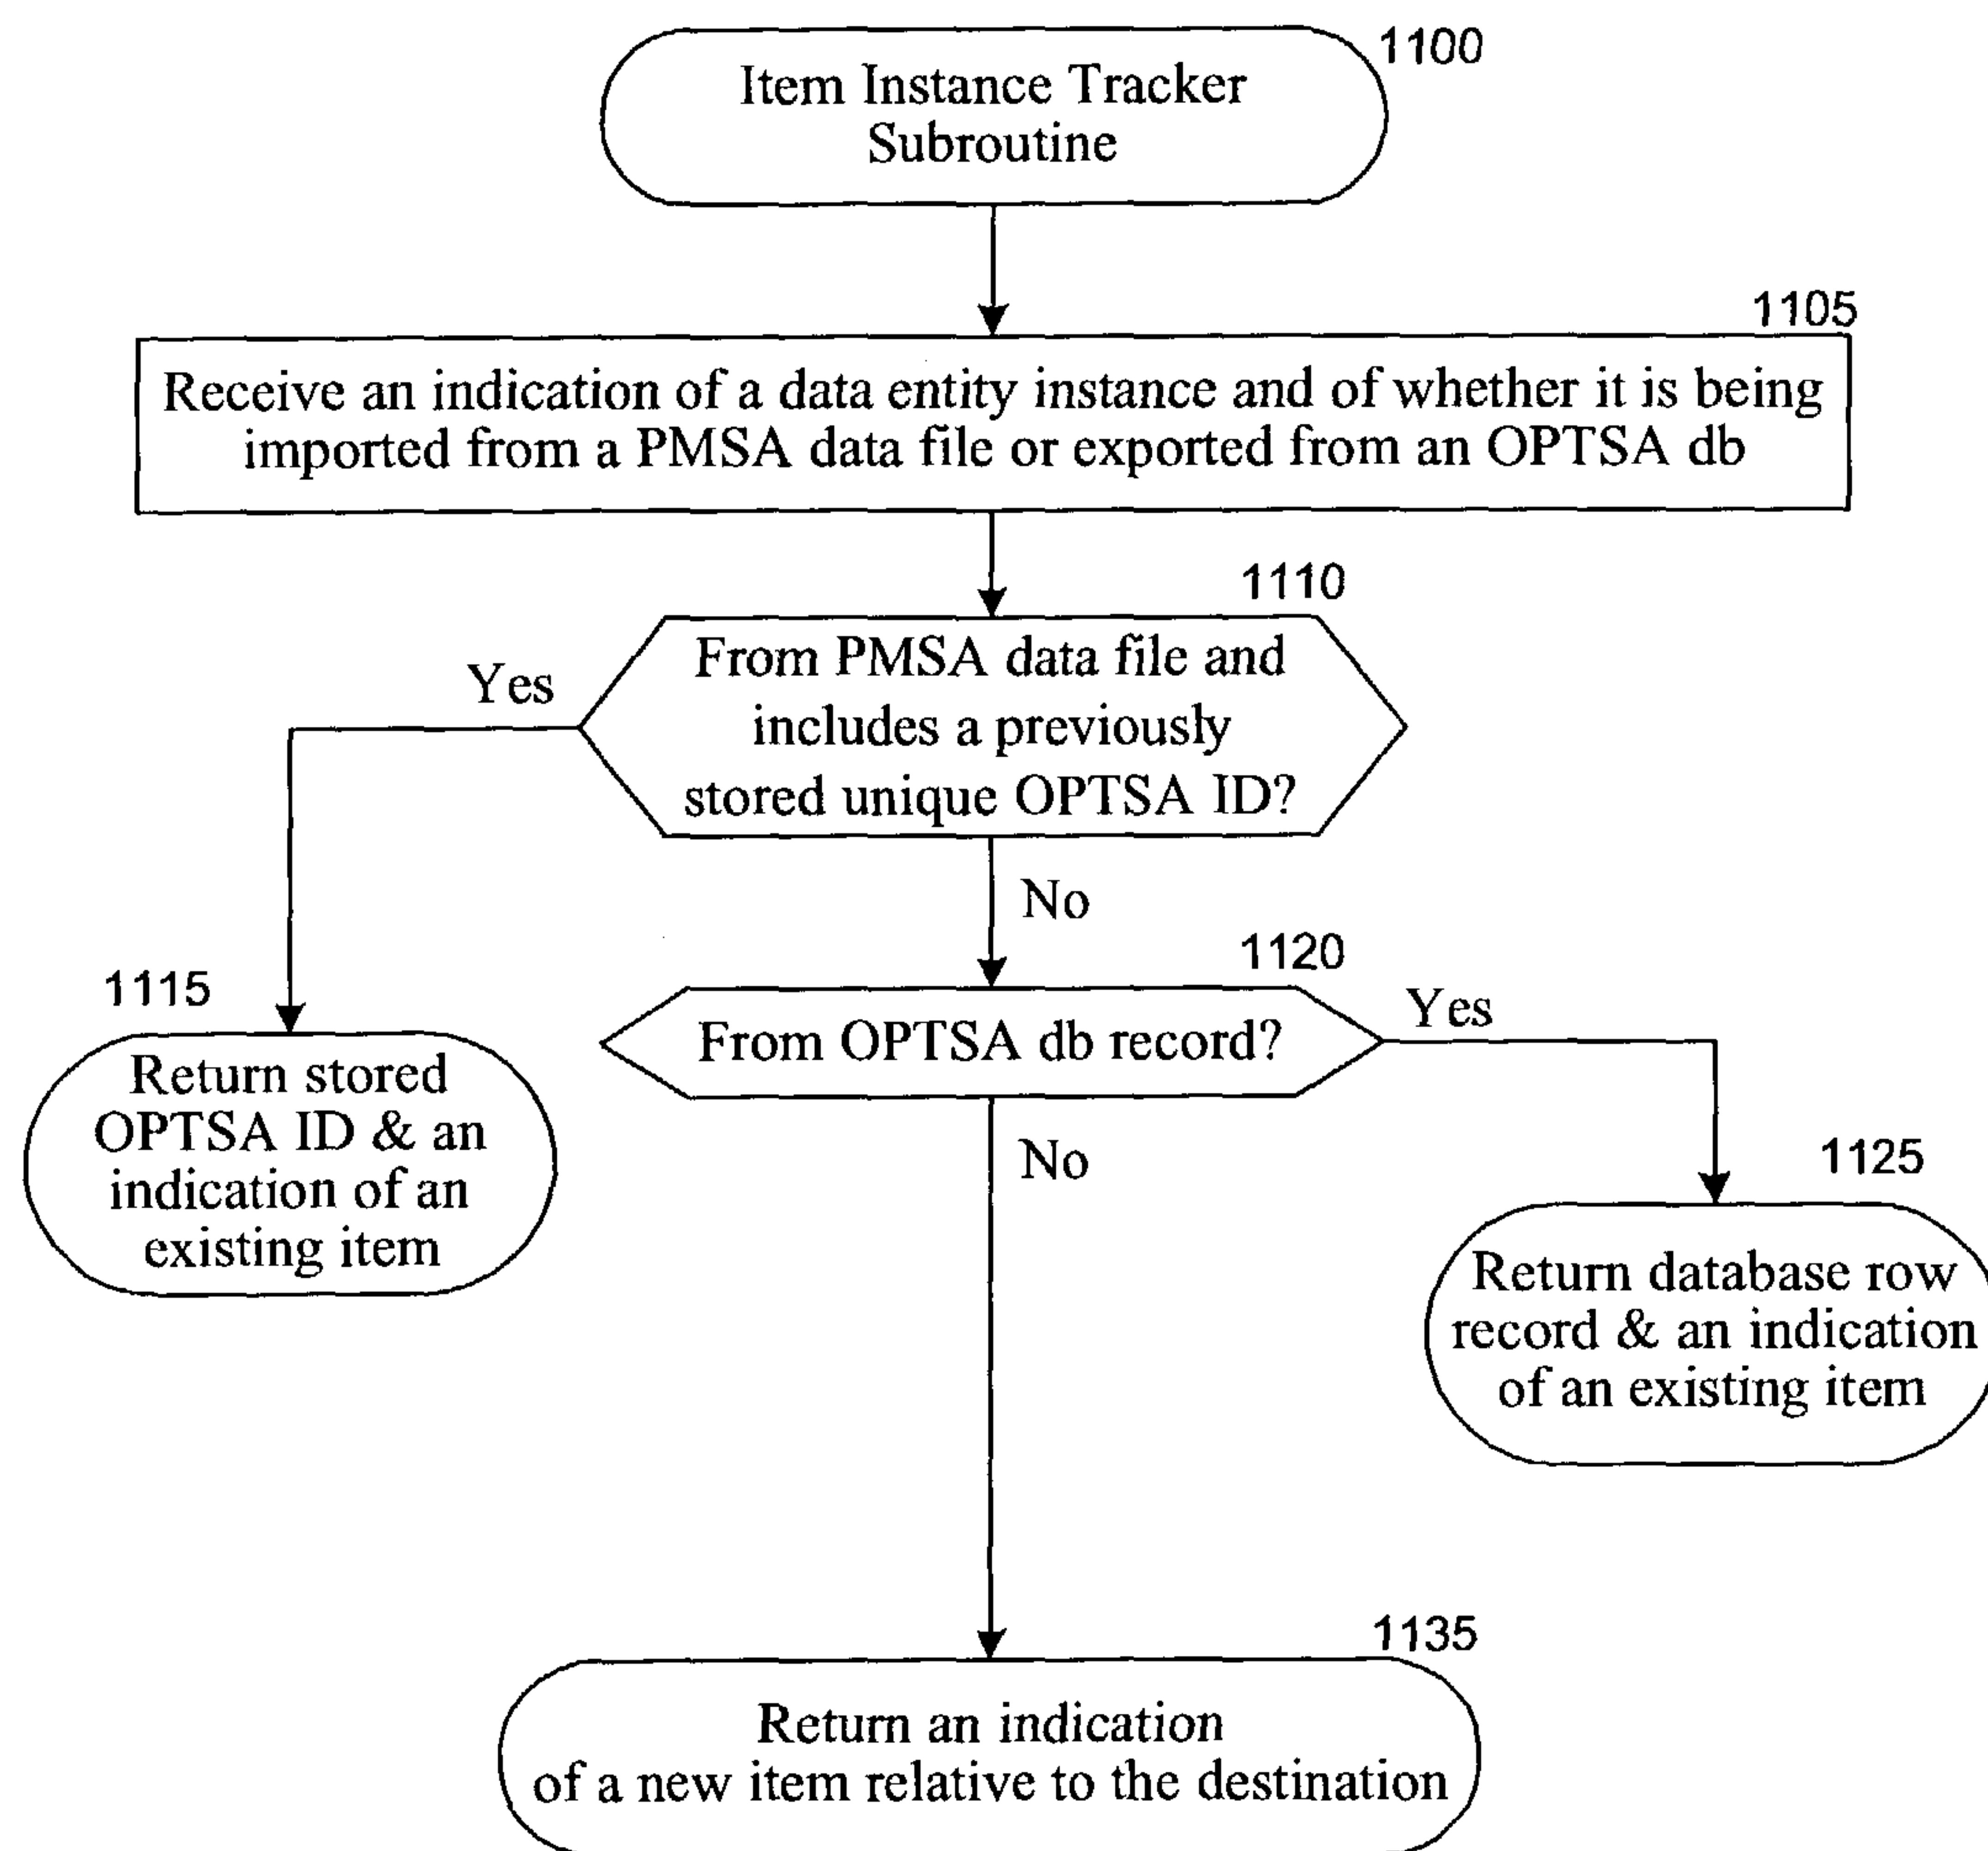 1100
Item Instance Tracker
Subroutine
1105
Receive an indication of a data entity instance and of whether it is being
imported from a PMSA data file or exported from an OPTSA db
1110
From PMSA data file and
includes a previously
stored unique OPTSA ID?
Yes
No
1120
From OPTSA db record?
Yes
No
1115
Return stored
OPTSA ID & an
indication of an
existing item
1125
Return database row
record & an indication
of an existing item
1135
Return an indication
of a new item relative to the destination